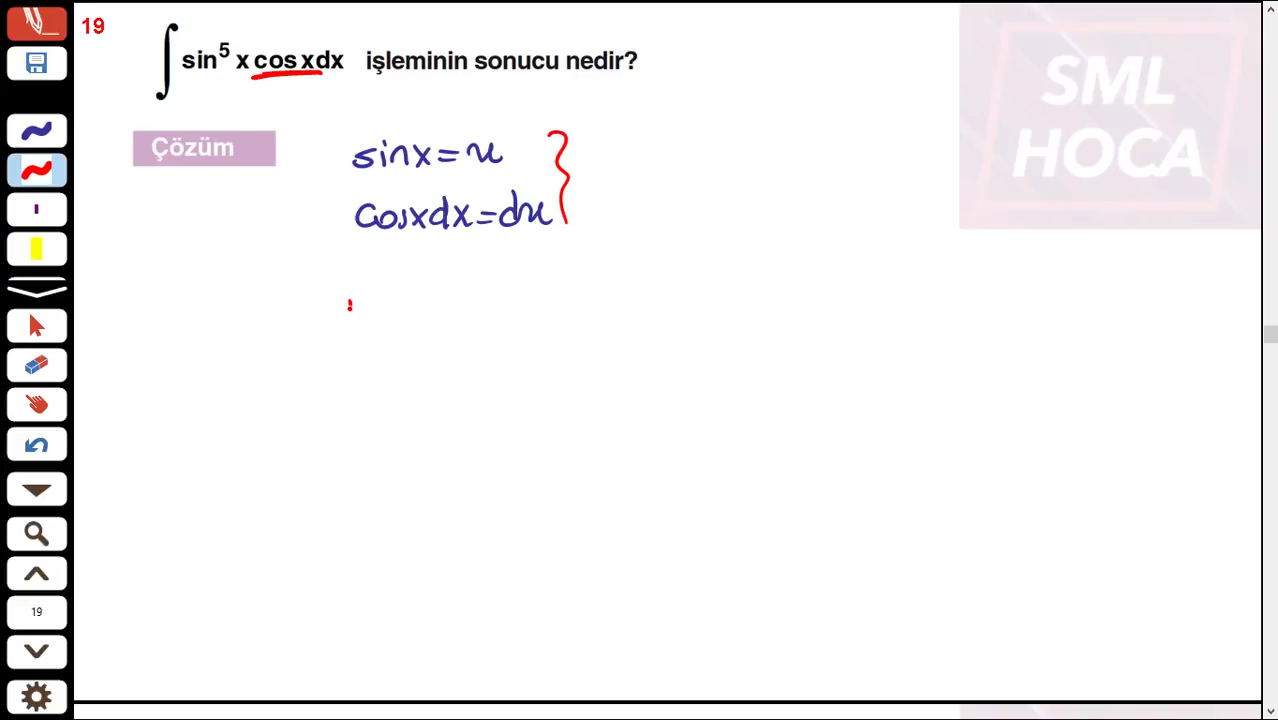 19
∫ sin⁵ x cos x dx işleminin sonucu nedir?
SML
HOCA
Çözüm
sinx=u
cosxdx=du
19